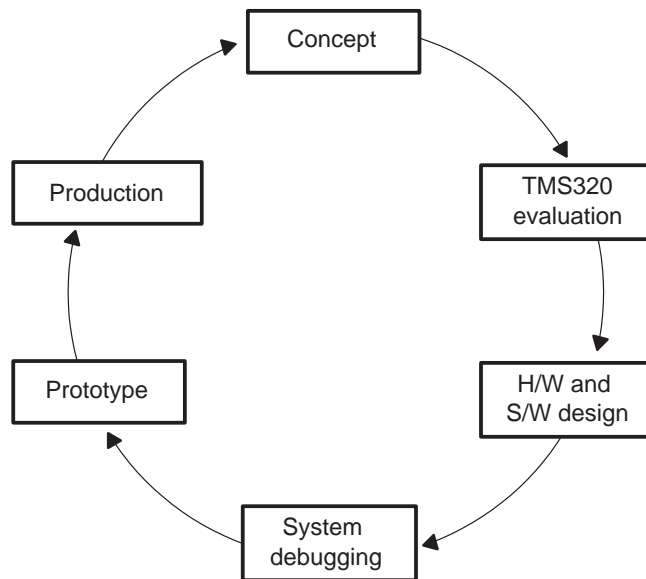 Concept
TMS320
evaluation
H/W and
S/W design
System
debugging
Prototype
Production